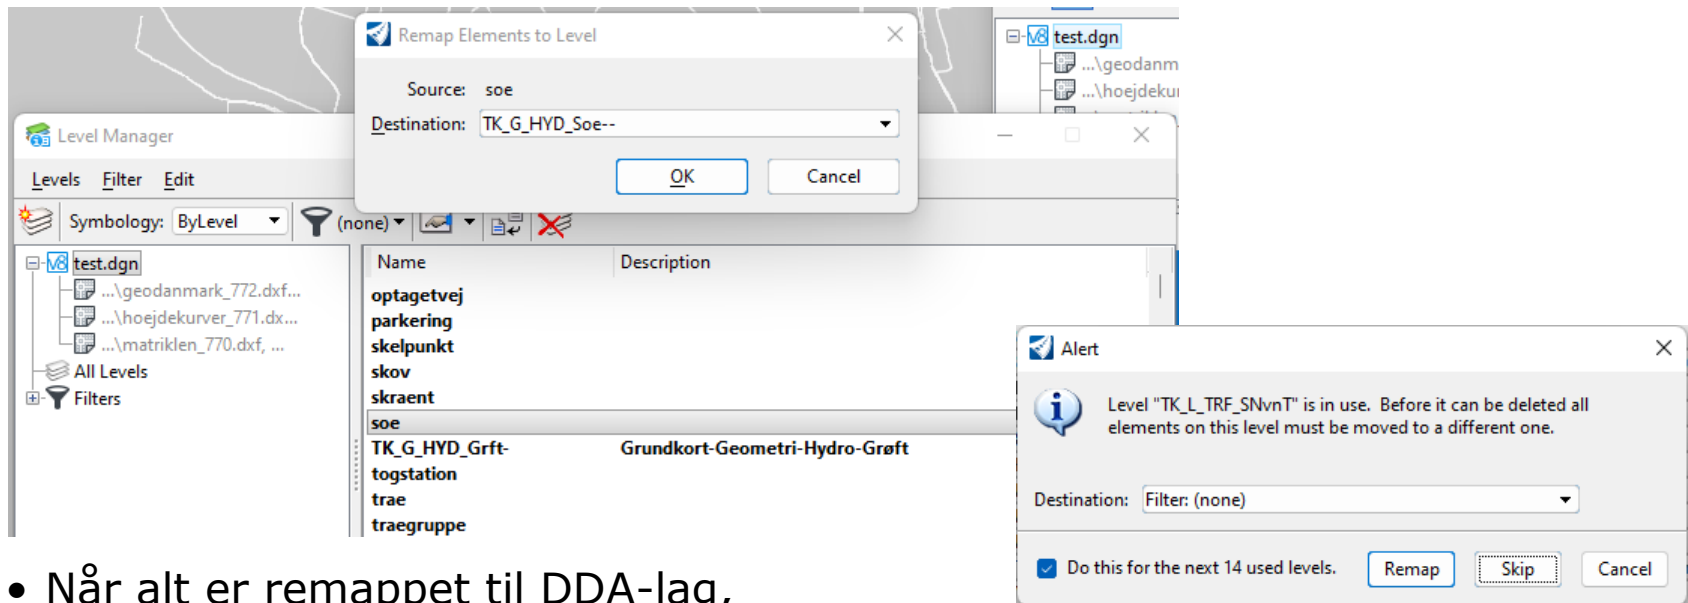 Remap Elements to Level
Source: soe
Destination: TK_G_HYD_Soe--
OK
Cancel
test.dgn
...\geodanm
...\hoejdeku
Level Manager
Levels Filter Edit
Symbology: ByLevel (none)
test.dgn
...\geodanmark_772.dxf...
...\hoejdekurver_771.dx...
...\matriklen_770.dxf, ...
All Levels
Filters
Name Description
optagetvej
parkering
skelpunkt
skov
skraent
soe
TK_G_HYD_Grft- Grundkort-Geometri-Hydro-Grøft
togstation
trae
traegruppe
Alert
Level "TK_L_TRF_SNvnT" is in use. Before it can be deleted all
elements on this level must be moved to a different one.
Destination: Filter: (none)
Do this for the next 14 used levels. Remap Skip Cancel
• Når alt er remappet til DDA-lag,